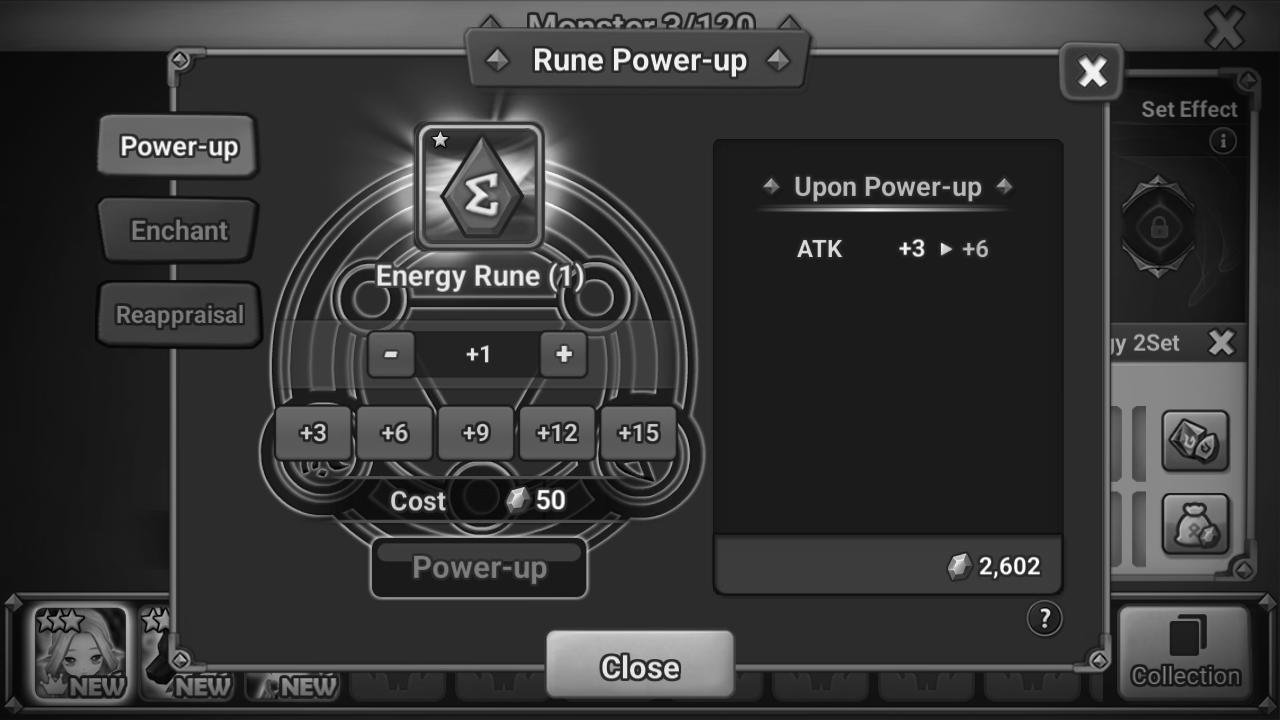 Monster 3/120
Rune Power-up
Set Effect
Power-up
Enchant
Reappraisal
Energy Rune (1)
- +1 +
+3 +6 +9 +12 +15
Cost 50
Power-up
Upon Power-up
ATK +3 ▸ +6
2,602
?
2Set
Close
NEW
NEW
NEW
Collection